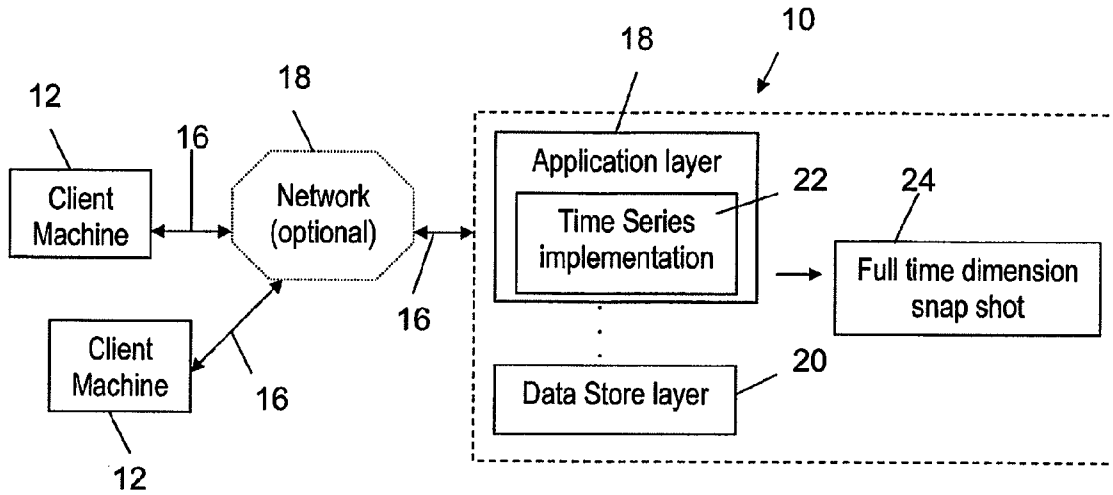 10
18
12
18
16
Client
Machine
Network
(optional)
16
Application layer
22
Time Series
implementation
24
Full time dimension
snap shot
Client
Machine
16
12
20
Data Store layer